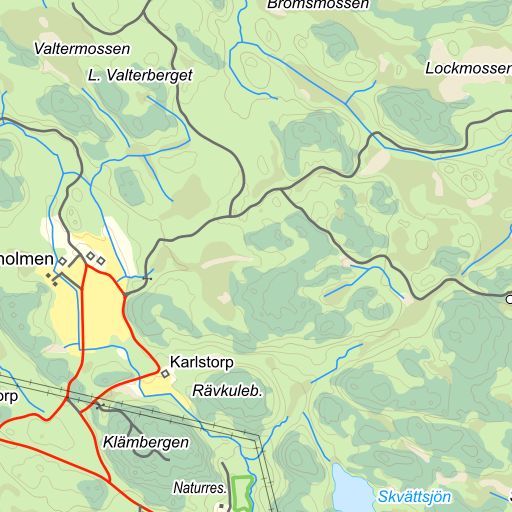 Bromsmossen
Valtermossen
L. Valterberget
Lockmossen
holmen
Karlstorp
Rävkuleb.
orp
Klämbergen
Naturres.
Skvättsjön
S